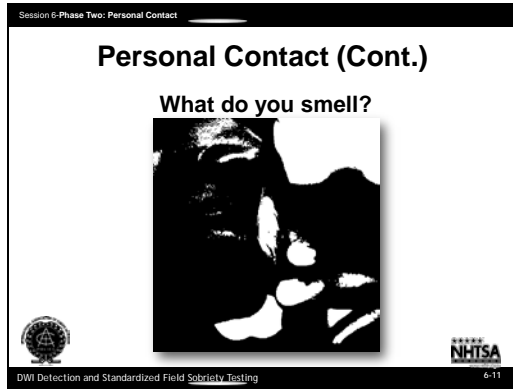 Session 6-Phase Two: Personal Contact
Personal Contact (Cont.)
What do you smell?
NHTSA
DWI Detection and Standardized Field Sobriety Testing
6-11